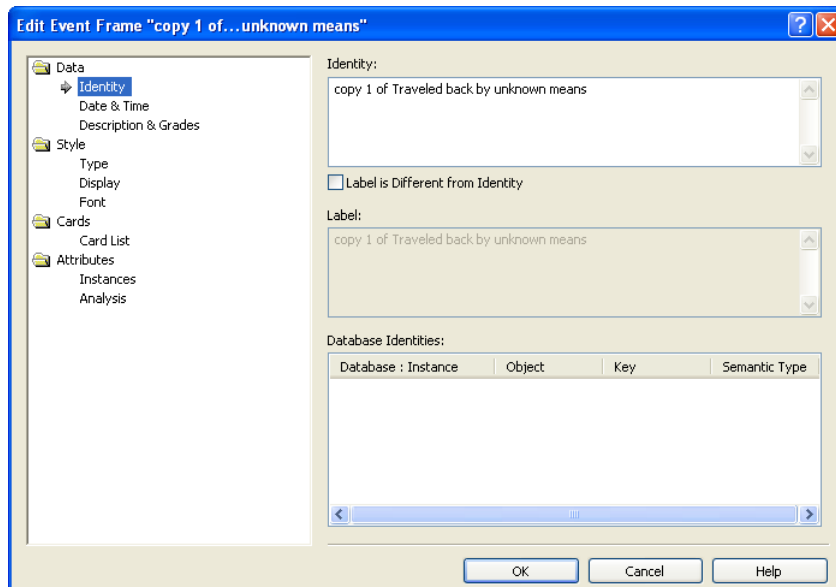 Edit Event Frame "copy 1 of...unknown means"
Data
Identity
Date & Time
Description & Grades
Style
Type
Display
Font
Cards
Card List
Attributes
Instances
Analysis
Identity:
copy 1 of Traveled back by unknown means
Label is Different from Identity
Label:
copy 1 of Traveled back by unknown means
Database Identities:
Database : Instance Object Key Semantic Type
OK Cancel Help